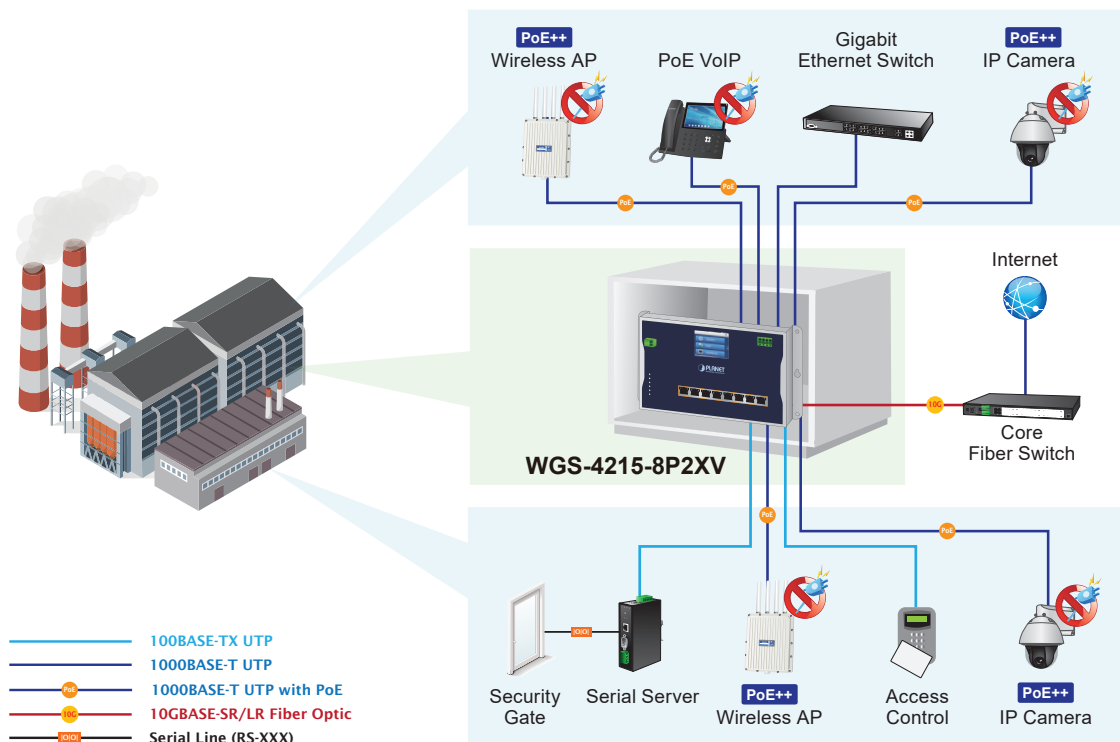 PoE++
Wireless AP
PoE VoIP
Gigabit
Ethernet Switch
PoE++
IP Camera
PoE
PoE
PoE
Internet
PLANET
10G
Core
Fiber Switch
WGS-4215-8P2XV
PoE
PoE
|O|O|
Security
Gate
Serial Server
PoE++
Wireless AP
Access
Control
PoE++
IP Camera
100BASE-TX UTP
1000BASE-T UTP
PoE
1000BASE-T UTP with PoE
10G
10GBASE-SR/LR Fiber Optic
|O|O|
Serial Line (RS-XXX)